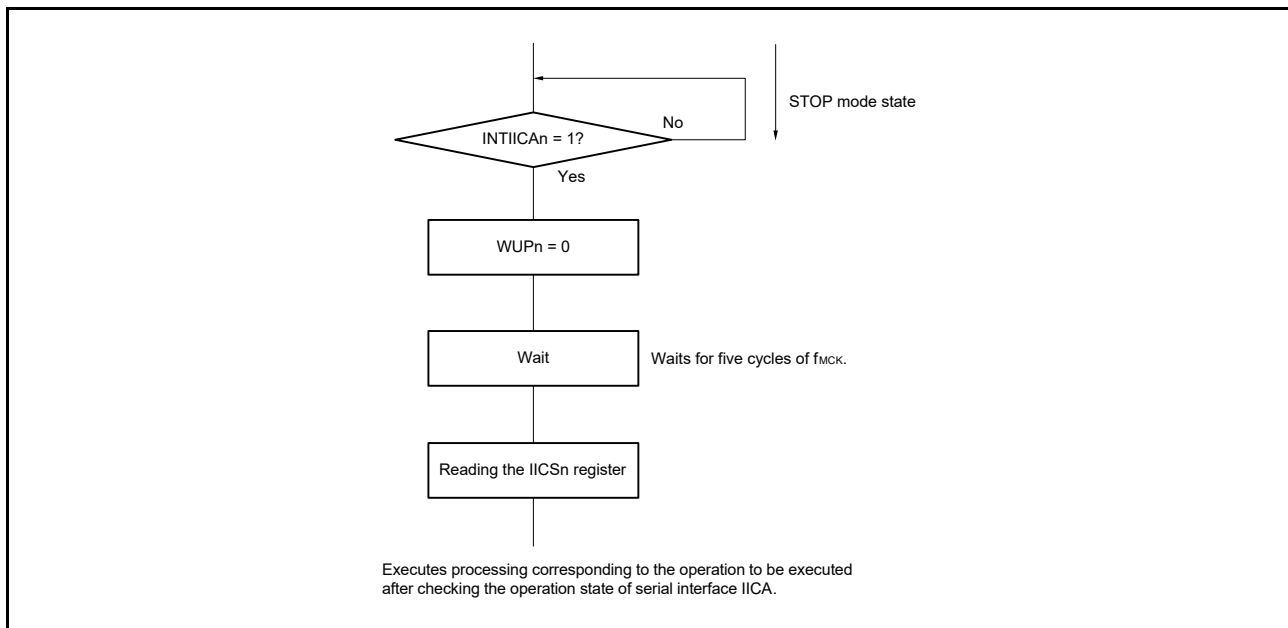 STOP mode state
No
INTIICAn = 1?
Yes
WUPn = 0
Wait
Waits for five cycles of fMCK.
Reading the IICSn register
Executes processing corresponding to the operation to be executed
after checking the operation state of serial interface IICA.